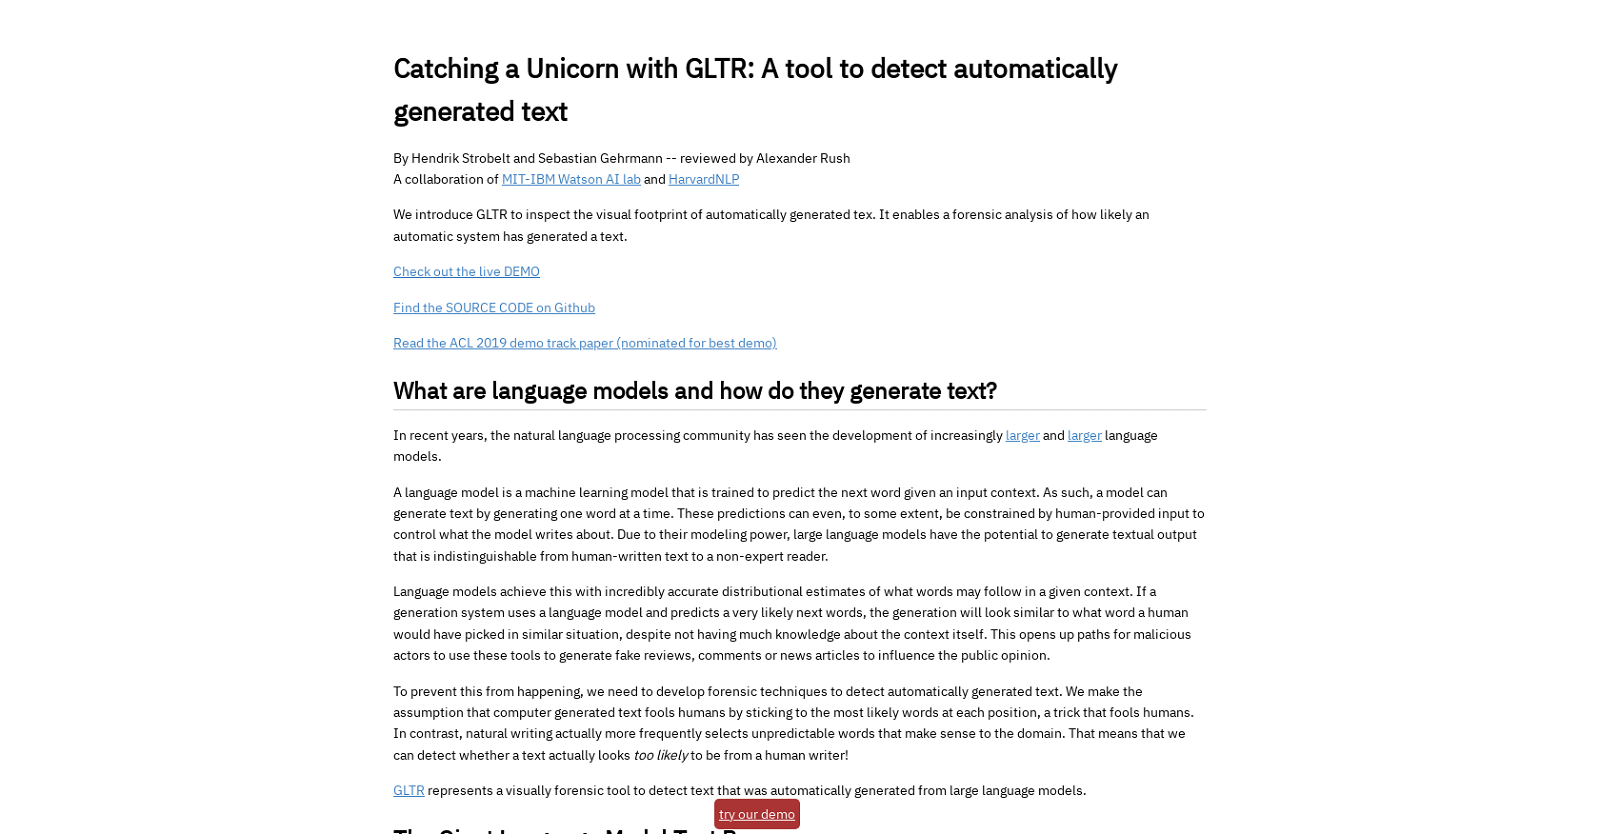 Catching a Unicorn with GLTR: A tool to detect automatically
generated text
By Hendrik Strobelt and Sebastian Gehrmann -- reviewed by Alexander Rush
A collaboration of MIT-IBM Watson AI lab and HarvardNLP
We introduce GLTR to inspect the visual footprint of automatically generated tex. It enables a forensic analysis of how likely an
automatic system has generated a text.
Check out the live DEMO
Find the SOURCE CODE on Github
Read the ACL 2019 demo track paper (nominated for best demo)
What are language models and how do they generate text?
In recent years, the natural language processing community has seen the development of increasingly larger and larger language
models.
A language model is a machine learning model that is trained to predict the next word given an input context. As such, a model can
generate text by generating one word at a time. These predictions can even, to some extent, be constrained by human-provided input to
control what the model writes about. Due to their modeling power, large language models have the potential to generate textual output
that is indistinguishable from human-written text to a non-expert reader.
Language models achieve this with incredibly accurate distributional estimates of what words may follow in a given context. If a
generation system uses a language model and predicts a very likely next words, the generation will look similar to what word a human
would have picked in similar situation, despite not having much knowledge about the context itself. This opens up paths for malicious
actors to use these tools to generate fake reviews, comments or news articles to influence the public opinion.
To prevent this from happening, we need to develop forensic techniques to detect automatically generated text. We make the
assumption that computer generated text fools humans by sticking to the most likely words at each position, a trick that fools humans.
In contrast, natural writing actually more frequently selects unpredictable words that make sense to the domain. That means that we
can detect whether a text actually looks too likely to be from a human writer!
GLTR represents a visually forensic tool to detect text that was automatically generated from large language models.
try our demo
The Giant Language Model Text